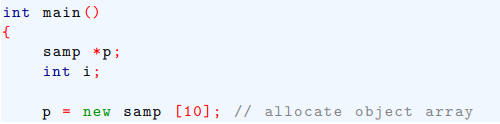 int main()
{
    samp *p;
    int i;

    p = new samp [10]; // allocate object array